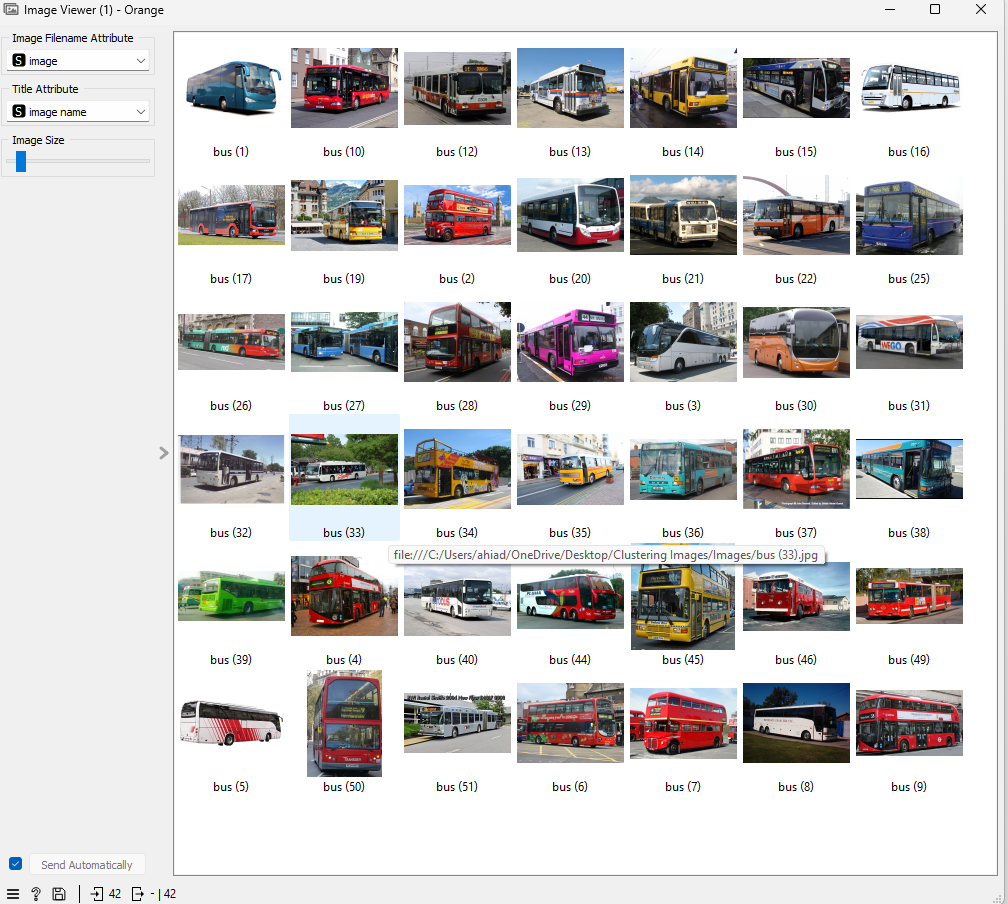 Image Viewer (1) - Orange
Image Filename Attribute
S image
Title Attribute
S image name
Image Size
bus (1) bus (10) bus (12) bus (13) bus (14) bus (15) bus (16)
bus (17) bus (19) bus (2) bus (20) bus (21) bus (22) bus (25)
WEGO
bus (26) bus (27) bus (28) bus (29) bus (3) bus (30) bus (31)
bus (32) bus (33) bus (34) bus (35) bus (36) bus (37) bus (38)
file:///C:/Users/ahiad/OneDrive/Desktop/Clustering Images/Images/bus (33).jpg
bus (39) bus (4) bus (40) bus (44) bus (45) bus (46) bus (49)
bus (5) bus (50) bus (51) bus (6) bus (7) bus (8) bus (9)
Send Automatically
? 42 - | 42